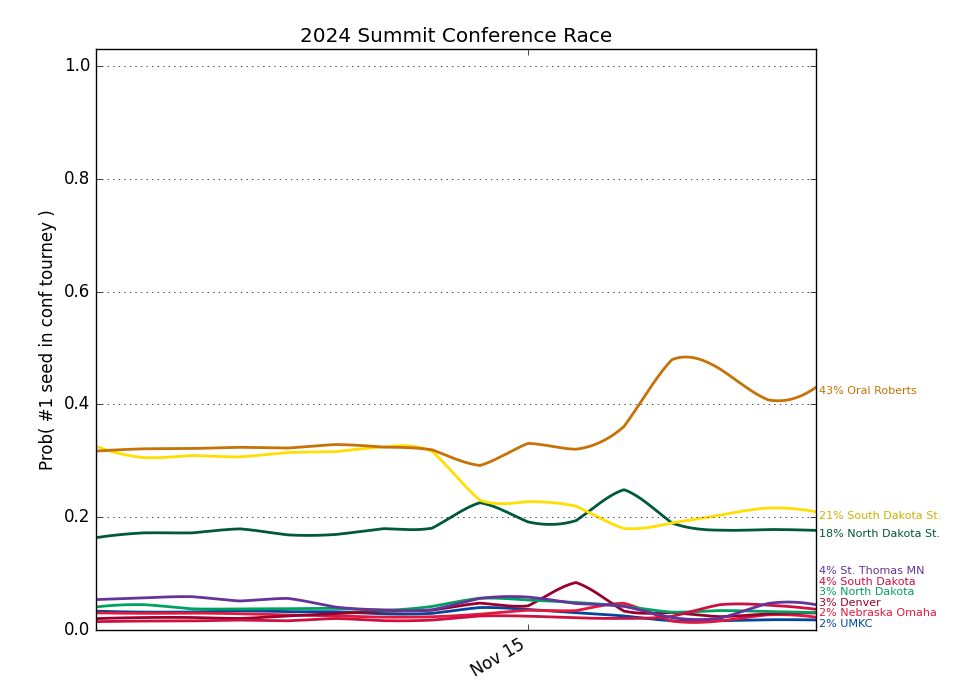 2024 Summit Conference Race
Prob( #1 seed in conf tourney )
1.0
0.8
0.6
0.4
0.2
0.0
Nov 15
43% Oral Roberts
21% South Dakota St.
18% North Dakota St.
4% St. Thomas MN
4% South Dakota
3% North Dakota
3% Denver
2% Nebraska Omaha
2% UMKC